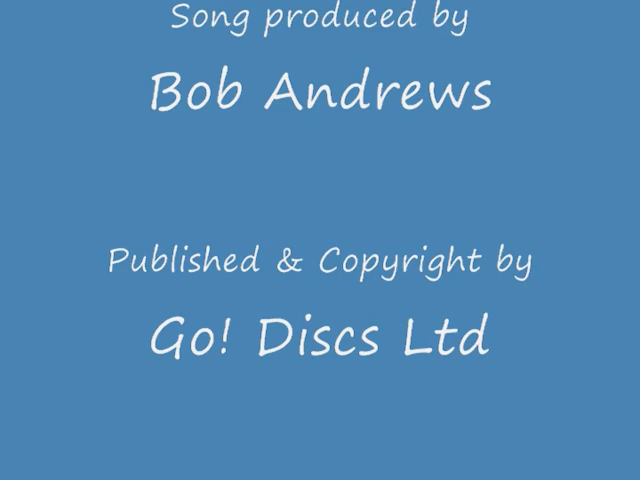 Song produced by
Bob Andrews
Published & Copyright by
Go! Discs Ltd